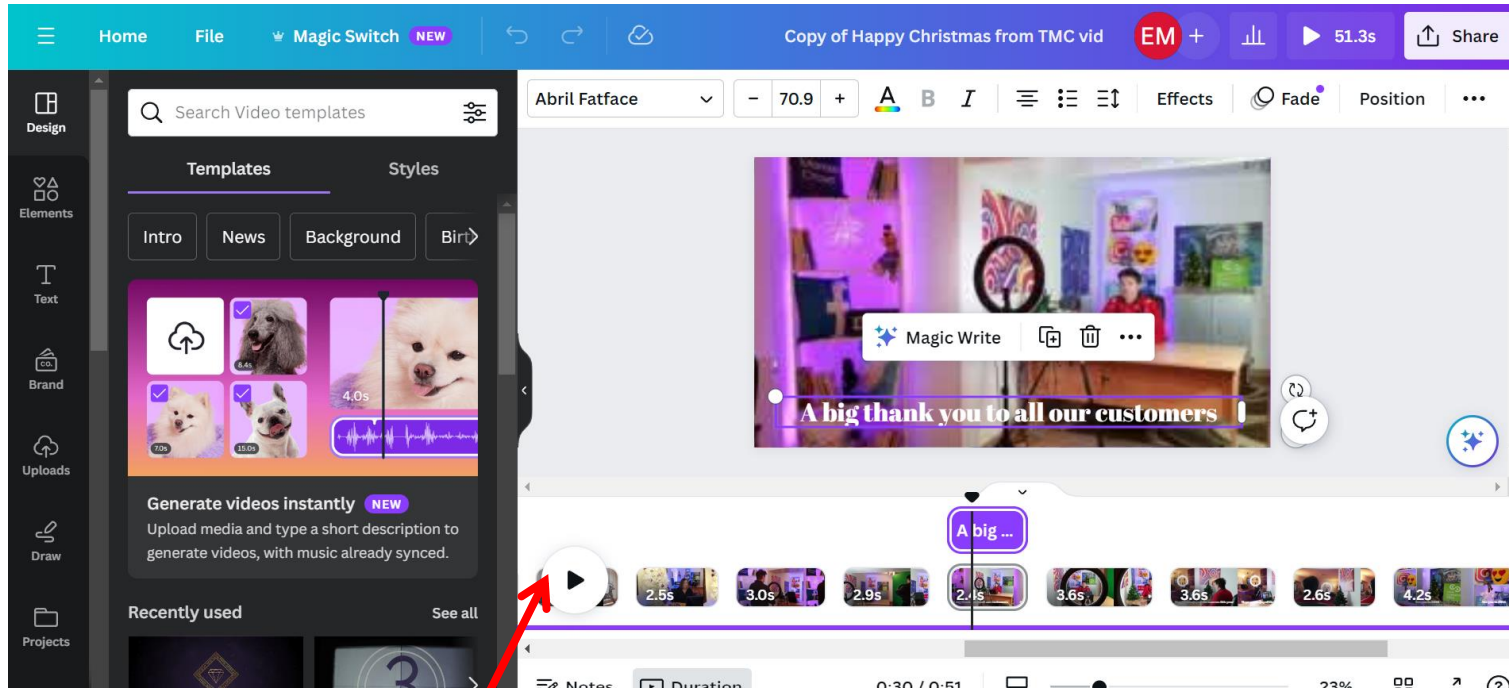 Home File Magic Switch NEW Copy of Happy Christmas from TMC vid EM + 51.3s Share
Design
Elements
Text
CO.
Brand
Uploads
Draw
Projects
Search Video templates
Templates Styles
Intro News Background Birt
8.4s
4.0s
7.0s 15.0s
Generate videos instantly NEW
Upload media and type a short description to
generate videos, with music already synced.
Recently used See all
3
Abril Fatface - 70.9 + A B I Effects Fade Position
Magic Write
A big thank you to all our customers
A big ...
2.5s 3.0s 2.9s 2.4s 3.6s 3.6s 2.6s 4.2s
Notes Duration 0:30 / 0:51 23%